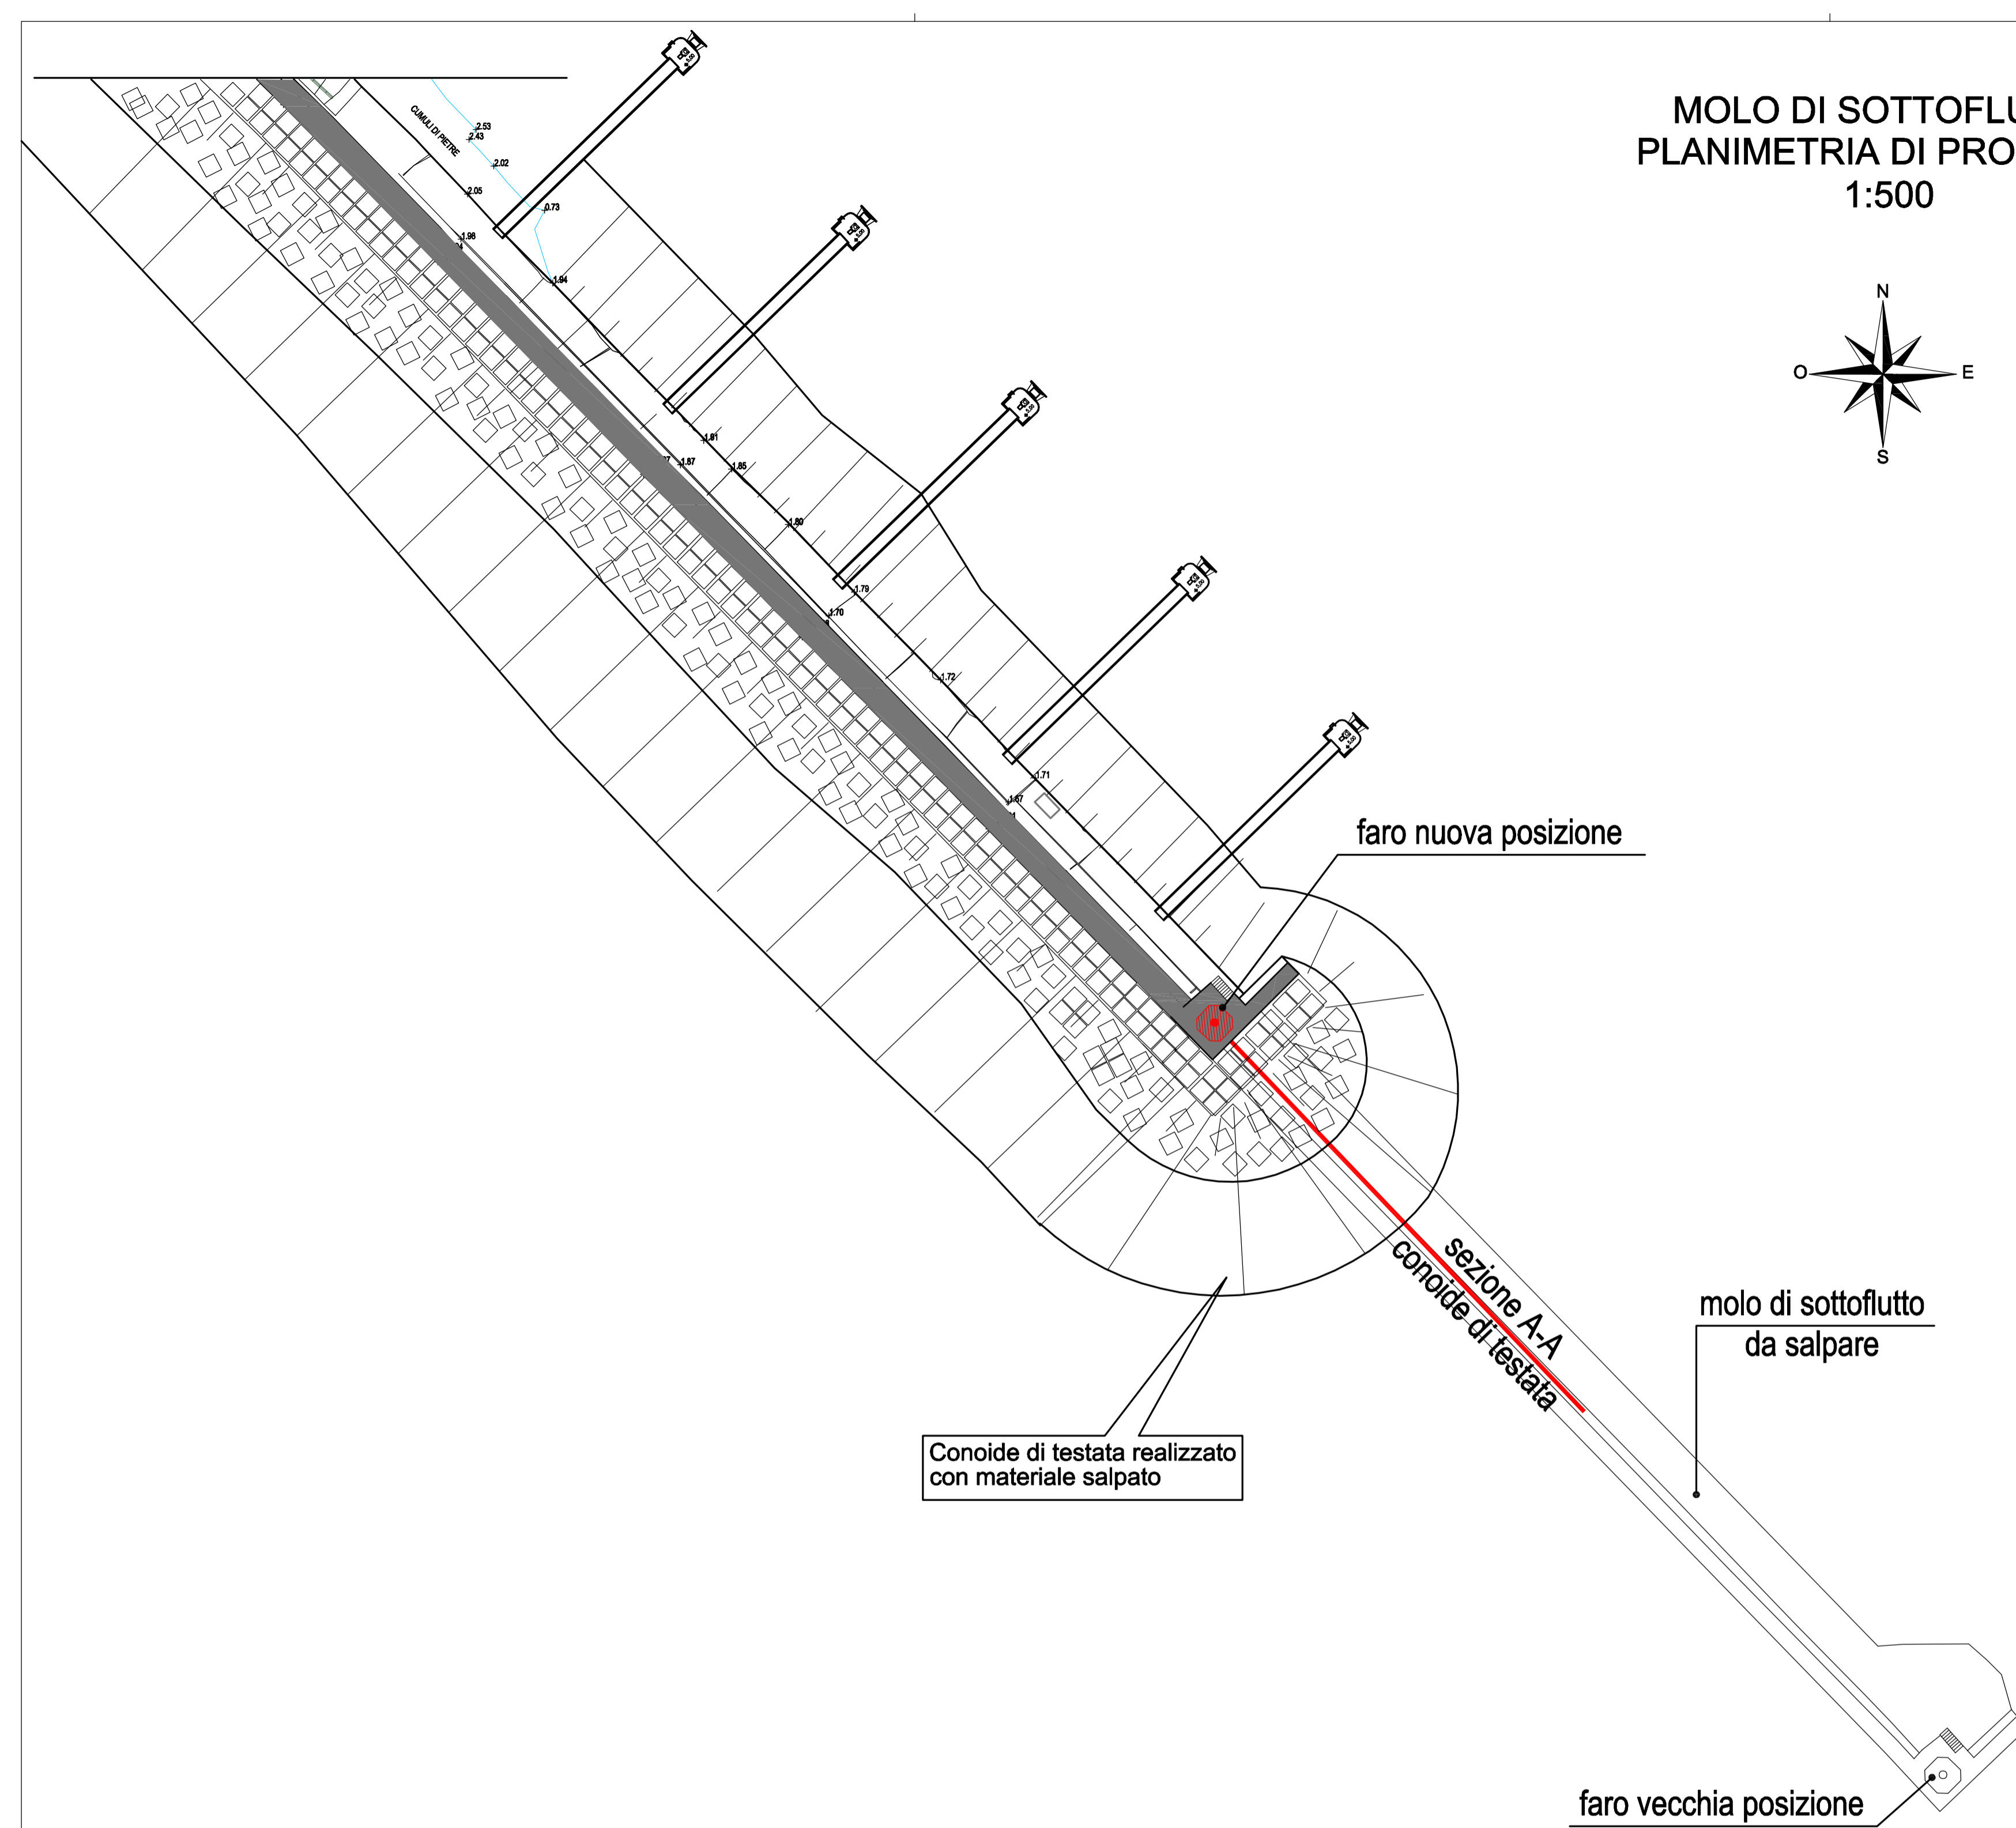 MOLO DI SOTTOFLU
PLANIMETRIA DI PRO
1:500
N
O
E
S
CUMULI DI PIETRE
2.53
2.43
2.02
2.05
0.73
1.98
1.94
1.91
1.87
1.85
1.80
1.79
1.70
1.72
1.71
1.67
faro nuova posizione
sezione A-A
conoide di testata
molo di sottoflutto
da salpare
Conoide di testata realizzato
con materiale salpato
faro vecchia posizione